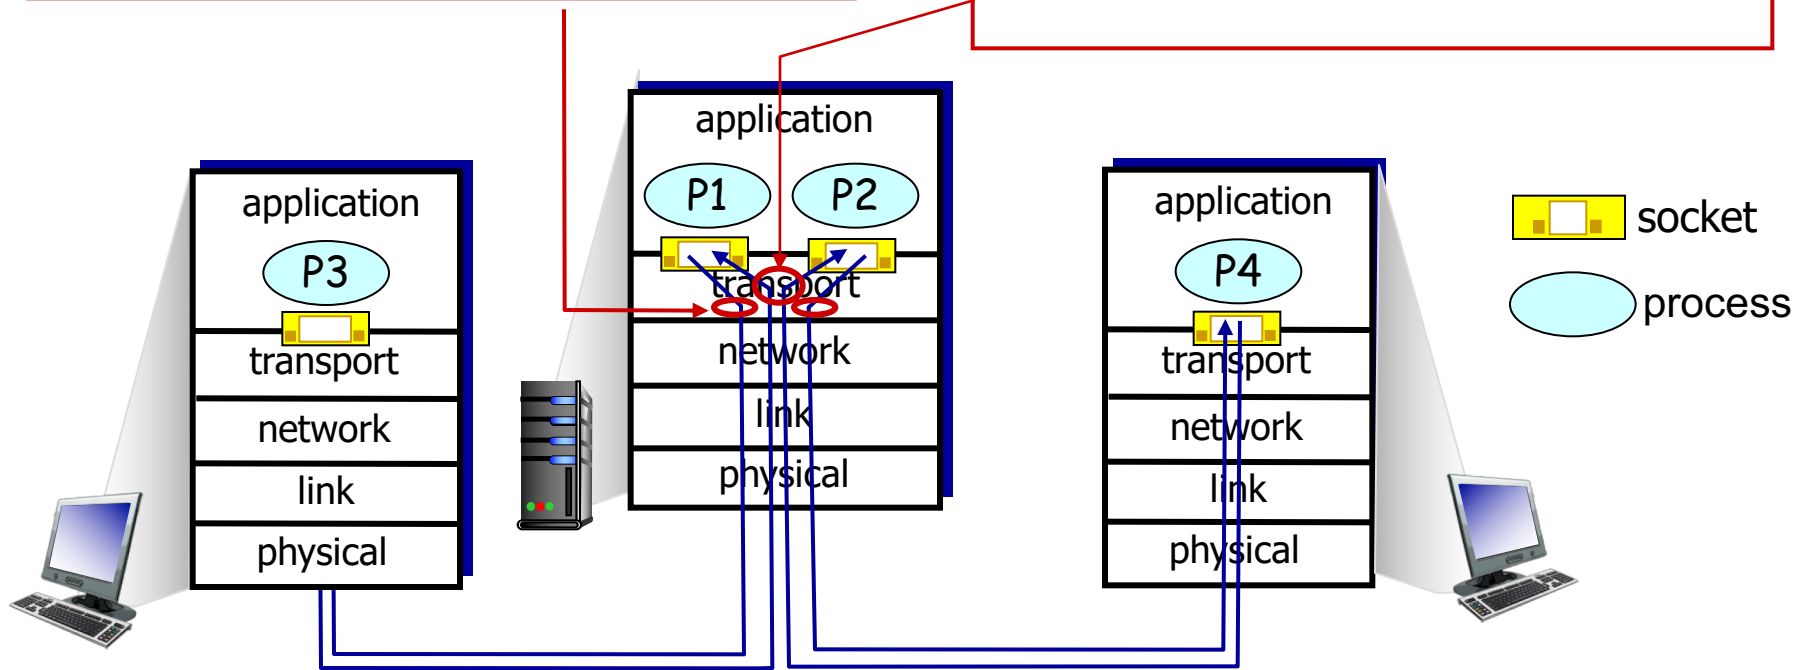 application
P1
P2
transport
network
link
physical
application
P3
transport
network
link
physical
application
P4
transport
network
link
physical
socket
process